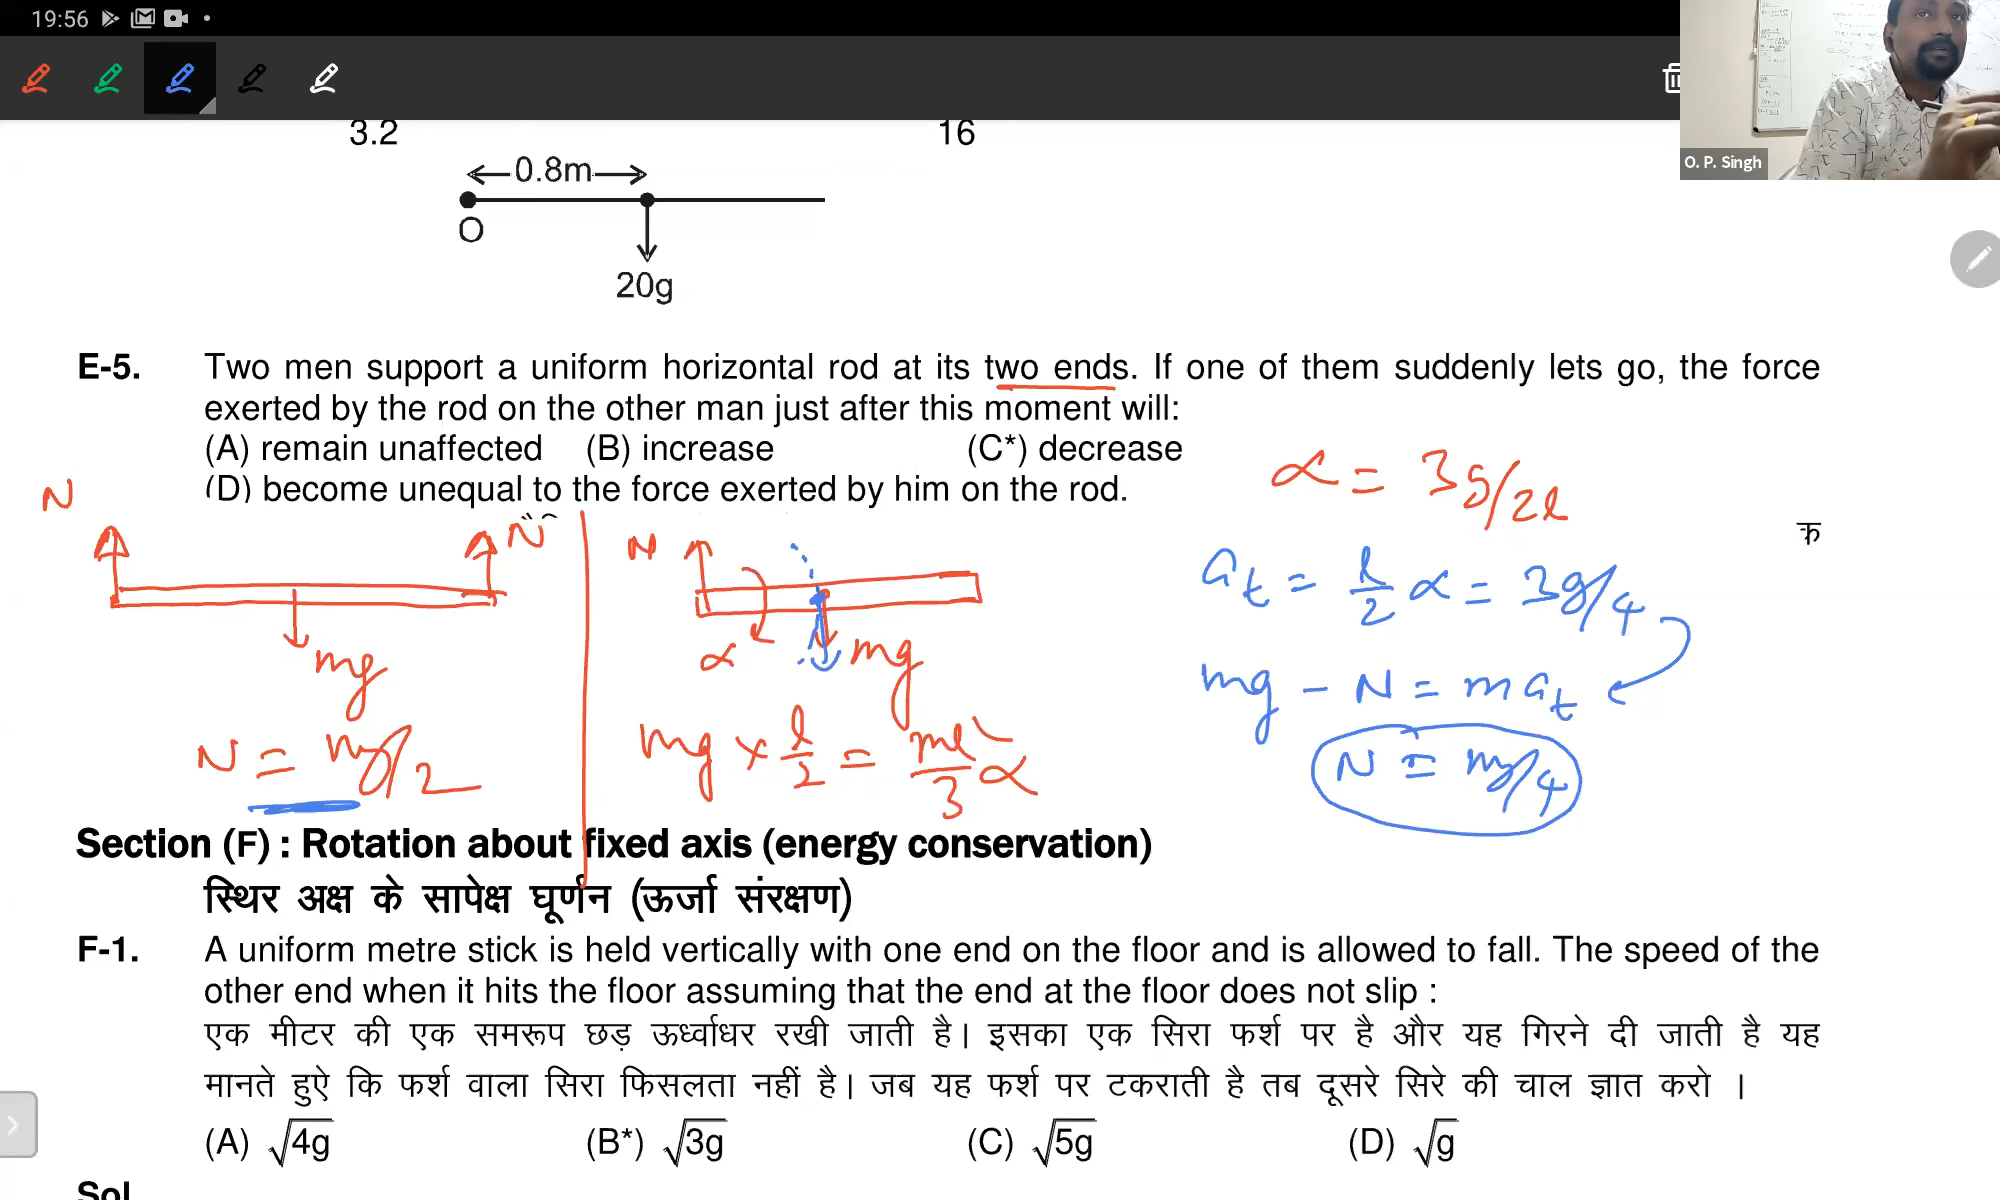 19:56
O. P. Singh
3.2 16
0.8m
O
20g
E-5. Two men support a uniform horizontal rod at its two ends. If one of them suddenly lets go, the force
exerted by the rod on the other man just after this moment will:
(A) remain unaffected (B) increase (C*) decrease
(D) become unequal to the force exerted by him on the rod.
α = 3g/2l
क
N N N
a_t = l/2 α = 3g/4
mg α mg
mg - N = m a_t
N = mg/2 mg × l/2 = ml²/3 α N = mg/4
Section (F) : Rotation about fixed axis (energy conservation)
स्थिर अक्ष के सापेक्ष घूर्णन (ऊर्जा संरक्षण)
F-1. A uniform metre stick is held vertically with one end on the floor and is allowed to fall. The speed of the
other end when it hits the floor assuming that the end at the floor does not slip :
एक मीटर की एक समरूप छड़ ऊर्ध्वाधर रखी जाती है। इसका एक सिरा फर्श पर है और यह गिरने दी जाती है यह
मानते हुऐ कि फर्श वाला सिरा फिसलता नहीं है। जब यह फर्श पर टकराती है तब दूसरे सिरे की चाल ज्ञात करो ।
(A) √4g (B*) √3g (C) √5g (D) √g
Sol